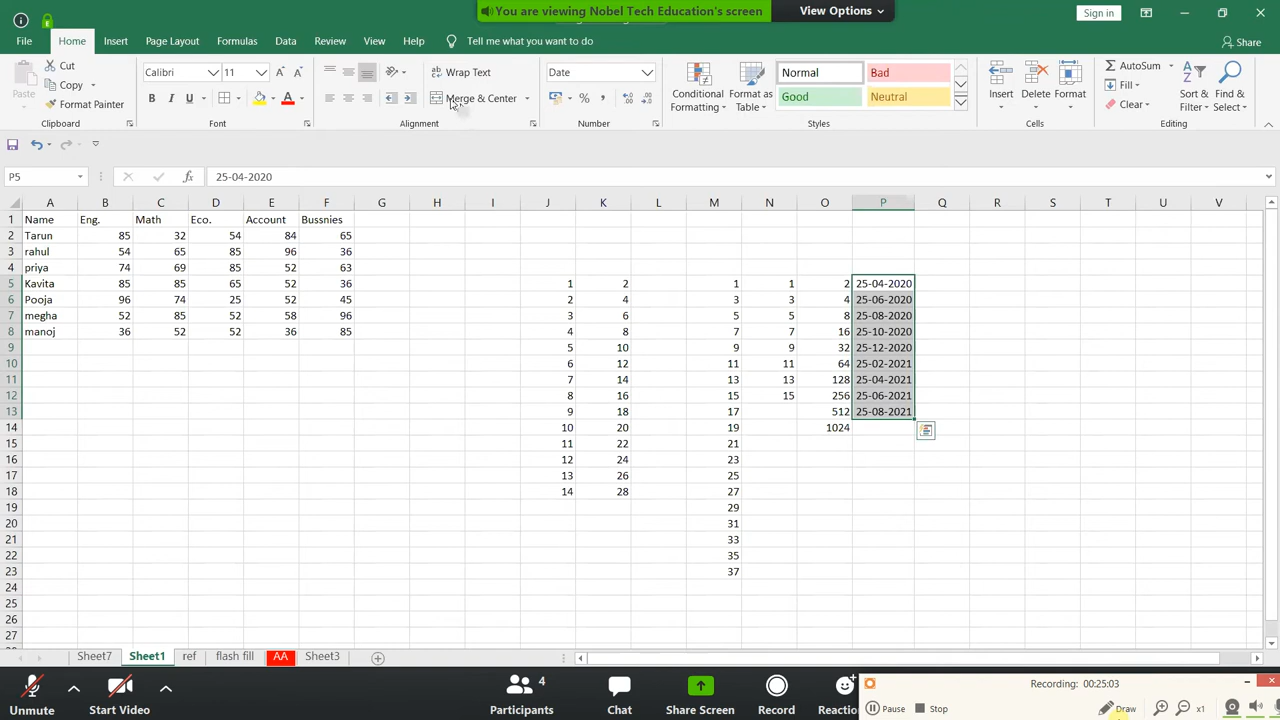 You are viewing Nobel Tech Education's screen
View Options
Sign in
File Home Insert Page Layout Formulas Data Review View Help Tell me what you want to do Share
Paste Cut Copy Format Painter Clipboard
Calibri 11 B I U A Font
Wrap Text Merge & Center Alignment
Date % Number
Conditional Formatting Format as Table Normal Bad Good Neutral Styles
Insert Delete Format Cells
AutoSum Fill Clear Sort & Filter Find & Select Editing
P5 fx 25-04-2020
A B C D E F G H I J K L M N O P Q R S T U V
1 Name Eng. Math Eco. Account Bussnies
2 Tarun 85 32 54 84 65
3 rahul 54 65 85 96 36
4 priya 74 69 85 52 63
5 Kavita 85 85 65 52 36 1 2 1 1 2 25-04-2020
6 Pooja 96 74 25 52 45 2 4 3 3 4 25-06-2020
7 megha 52 85 52 58 96 3 6 5 5 8 25-08-2020
8 manoj 36 52 52 36 85 4 8 7 7 16 25-10-2020
9 5 10 9 9 32 25-12-2020
10 6 12 11 11 64 25-02-2021
11 7 14 13 13 128 25-04-2021
12 8 16 15 15 256 25-06-2021
13 9 18 17 512 25-08-2021
14 10 20 19 1024
15 11 22 21
16 12 24 23
17 13 26 25
18 14 28 27
19 29
20 31
21 33
22 35
23 37
24
25
26
27
Sheet7 Sheet1 ref flash fill AA Sheet3
Unmute Start Video Participants 4 Chat Share Screen Record Reactio
Recording: 00:25:03
Pause Stop Draw x1